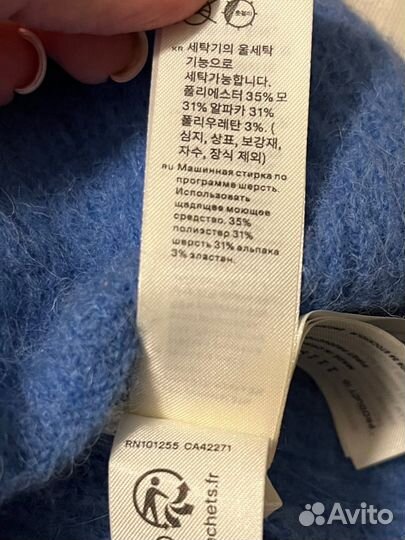 옷걸이
KR 세탁기의 울세탁
기능으로
세탁가능합니다.
폴리에스터 35% 모
31% 알파카 31%
폴리우레탄 3%. (
심지, 상표, 보강재,
자수, 장식 제외)
RU Машинная стирка по
программе шерсть.
Использовать
щадящее моющее
средство. 35%
полиэстер 31%
шерсть 31% альпака
3% эластан.
RN101255 CA42271
chets.fr
Avito